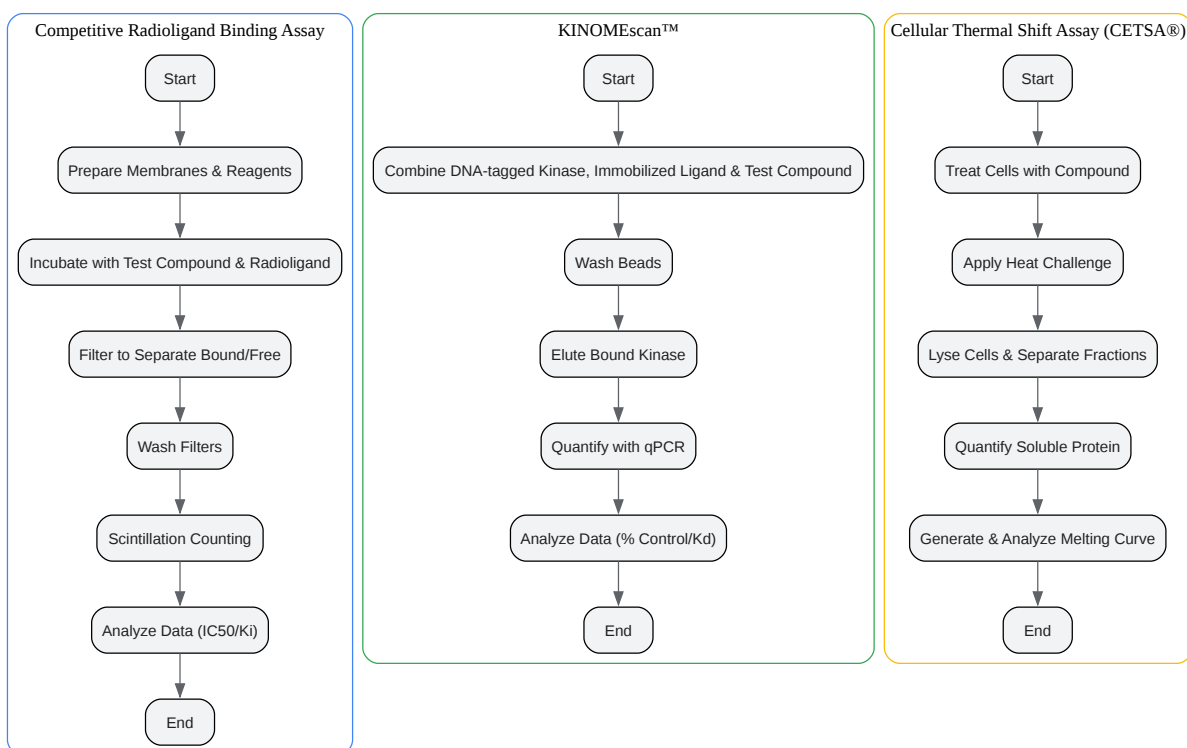 Competitive Radioligand Binding Assay
Start
Prepare Membranes & Reagents
Incubate with Test Compound & Radioligand
Filter to Separate Bound/Free
Wash Filters
Scintillation Counting
Analyze Data (IC50/Ki)
End
KINOMEscan™
Start
Combine DNA-tagged Kinase, Immobilized Ligand & Test Compound
Wash Beads
Elute Bound Kinase
Quantify with qPCR
Analyze Data (% Control/Kd)
End
Cellular Thermal Shift Assay (CETSA®)
Start
Treat Cells with Compound
Apply Heat Challenge
Lyse Cells & Separate Fractions
Quantify Soluble Protein
Generate & Analyze Melting Curve
End